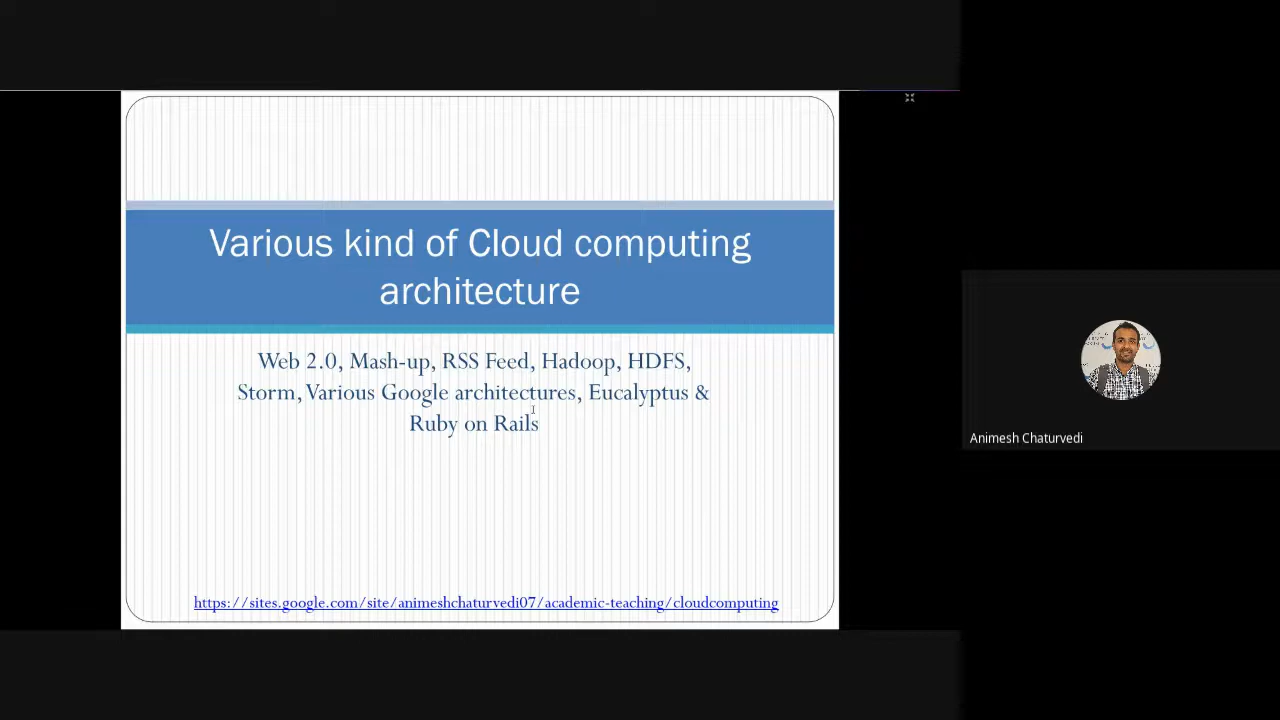 Various kind of Cloud computing
architecture
Web 2.0, Mash-up, RSS Feed, Hadoop, HDFS,
Storm, Various Google architectures, Eucalyptus &
Ruby on Rails
https://sites.google.com/site/animeshchaturvedi07/academic-teaching/cloudcomputing
Animesh Chaturvedi